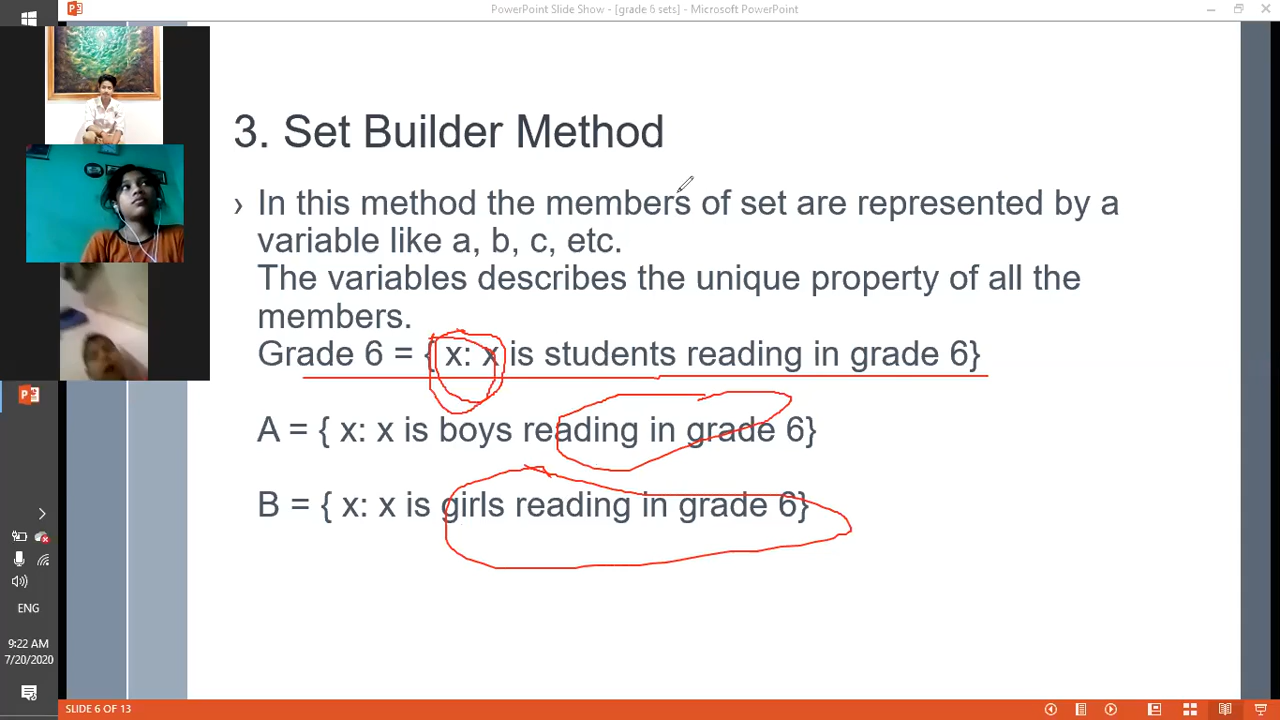 PowerPoint Slide Show - [grade 6 sets] - Microsoft PowerPoint
3. Set Builder Method
› In this method the members of set are represented by a
variable like a, b, c, etc.
The variables describes the unique property of all the
members.
Grade 6 = { x: x is students reading in grade 6}
A = { x: x is boys reading in grade 6}
B = { x: x is girls reading in grade 6}
ENG
9:22 AM
7/20/2020
SLIDE 6 OF 13